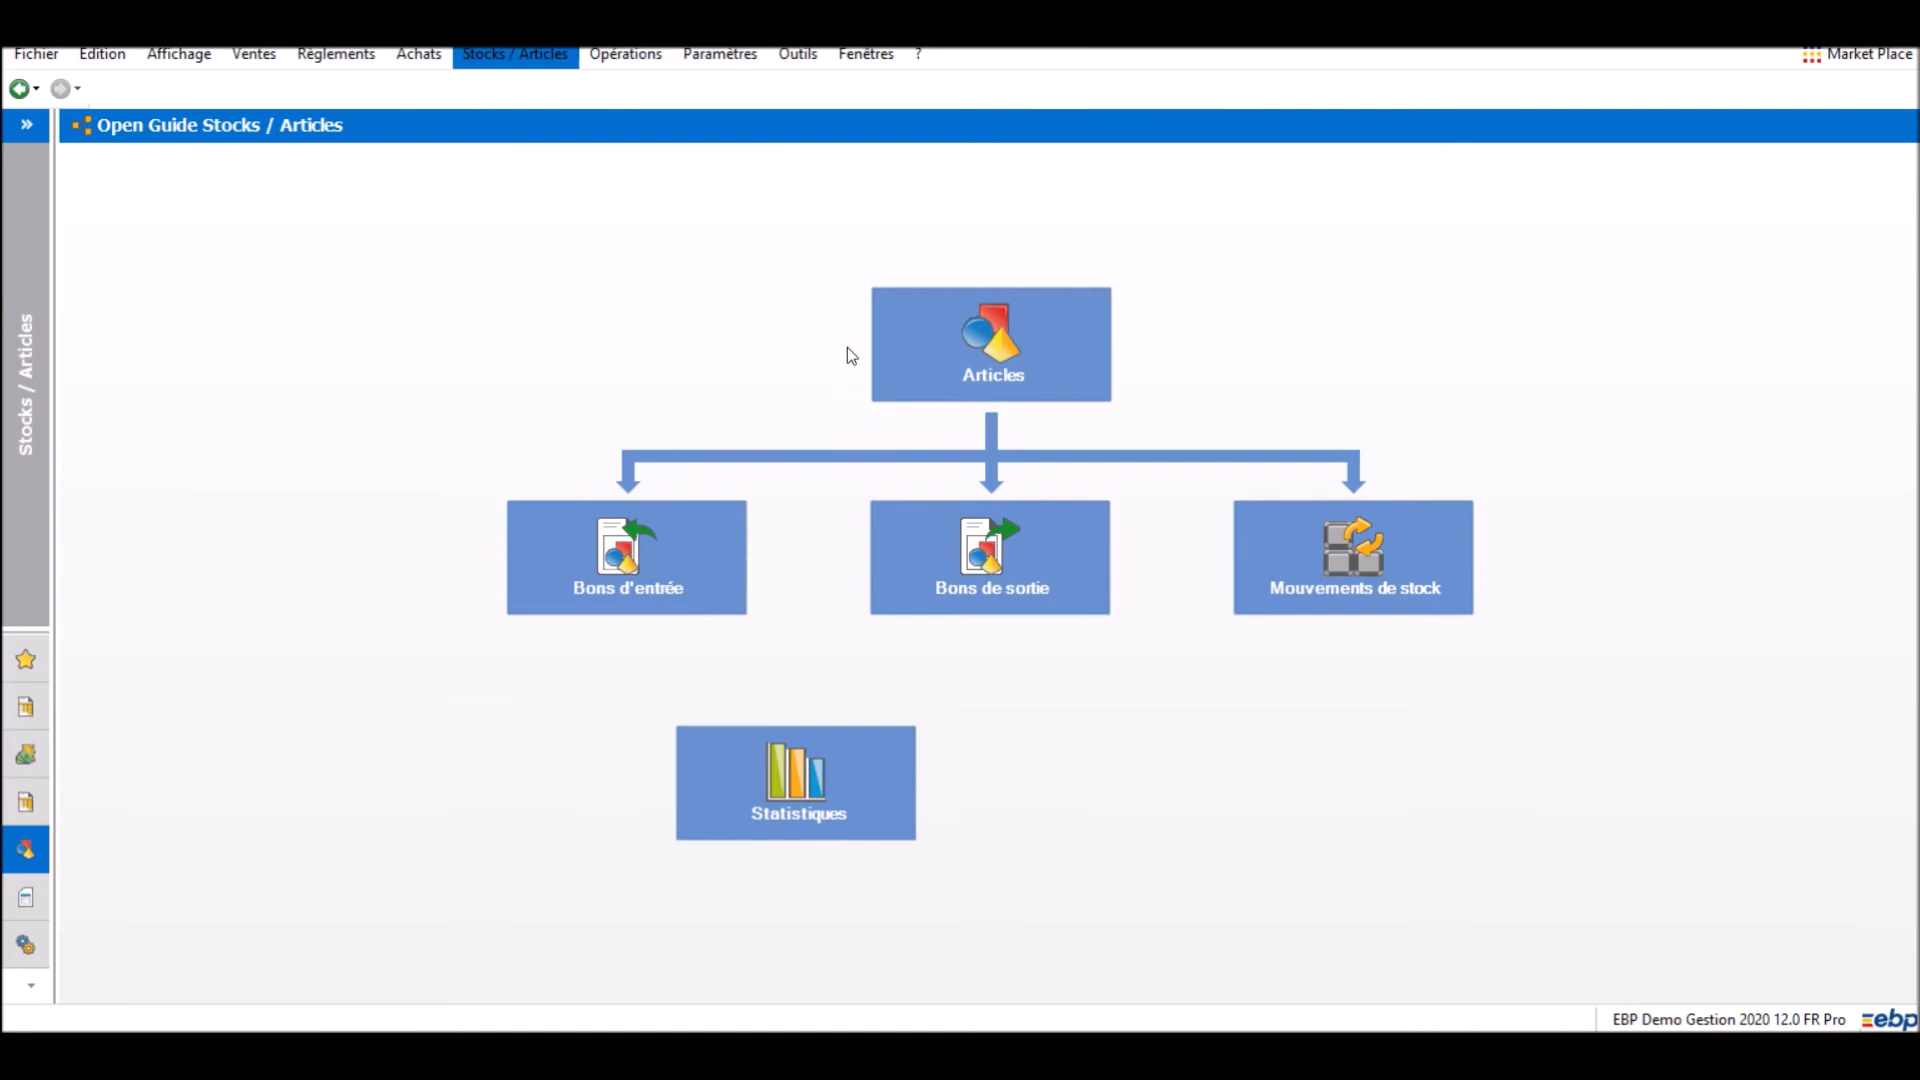 Fichier Edition Affichage Ventes Règlements Achats Stocks / Articles Opérations Paramètres Outils Fenêtres ? Market Place
» Open Guide Stocks / Articles
Stocks / Articles
Articles
Bons d'entrée Bons de sortie Mouvements de stock
Statistiques
EBP Demo Gestion 2020 12.0 FR Pro ebp